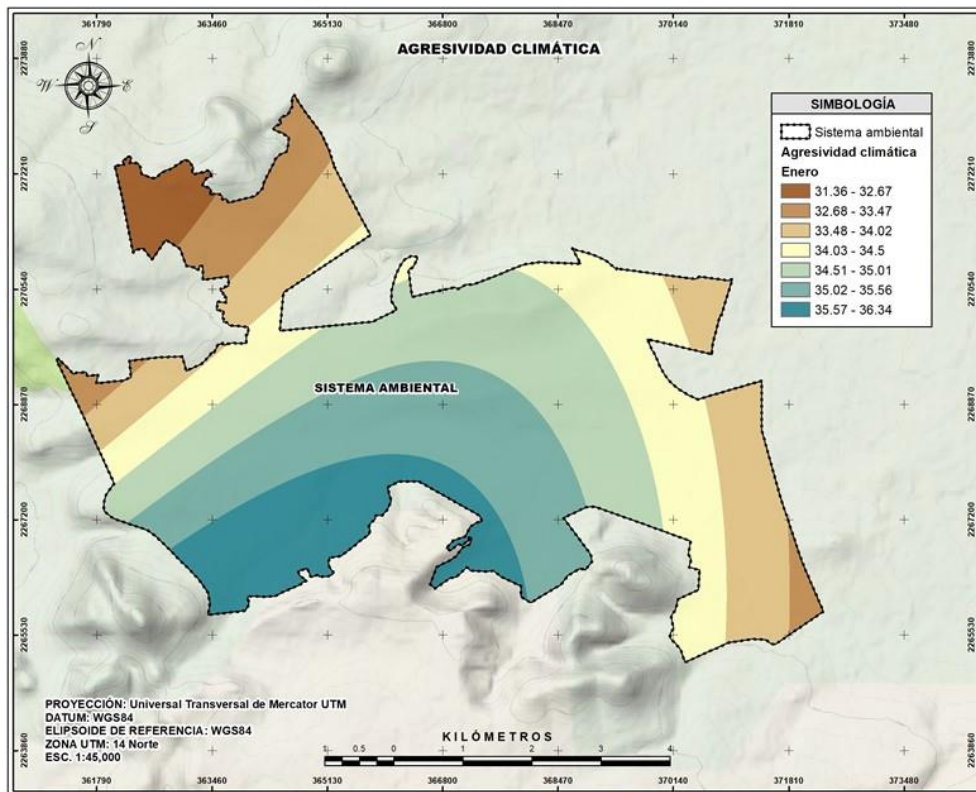 361790 363460 365130 366800 368470 370140 371810 373480
2273880 2273880
AGRESIVIDAD CLIMÁTICA
N
W E
S
SIMBOLOGÍA
Sistema ambiental
Agresividad climática
Enero
31.36 - 32.67
32.68 - 33.47
33.48 - 34.02
34.03 - 34.5
34.51 - 35.01
35.02 - 35.56
35.57 - 36.34
2272210 2272210
2270540 2270540
SISTEMA AMBIENTAL
2268870 2268870
2267200 2267200
2265530 2265530
PROYECCIÓN: Universal Transversal de Mercator UTM
DATUM: WGS84
ELIPSOIDE DE REFERENCIA: WGS84
ZONA UTM: 14 Norte
ESC. 1:45,000
KILÓMETROS
1 0.5 0 1 2 3 4
2263860 2263860
361790 363460 365130 366800 368470 370140 371810 373480